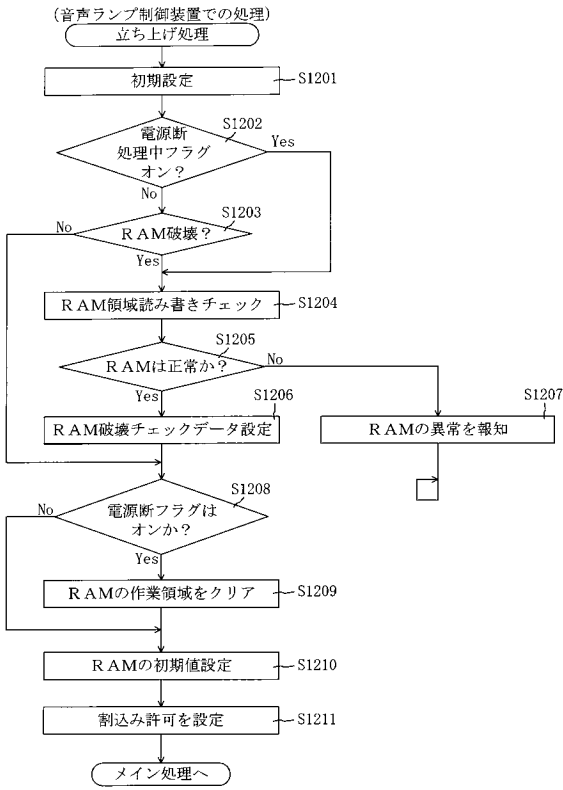 (音声ランプ制御装置での処理)
立ち上げ処理
初期設定
S1201
電源断
処理中フラグ
オン？
S1202
Yes
No
RAM破壊？
S1203
No
Yes
RAM領域読み書きチェック
S1204
RAMは正常か？
S1205
No
Yes
RAM破壊チェックデータ設定
S1206
RAMの異常を報知
S1207
電源断フラグは
オンか？
S1208
No
Yes
RAMの作業領域をクリア
S1209
RAMの初期値設定
S1210
割込み許可を設定
S1211
メイン処理へ